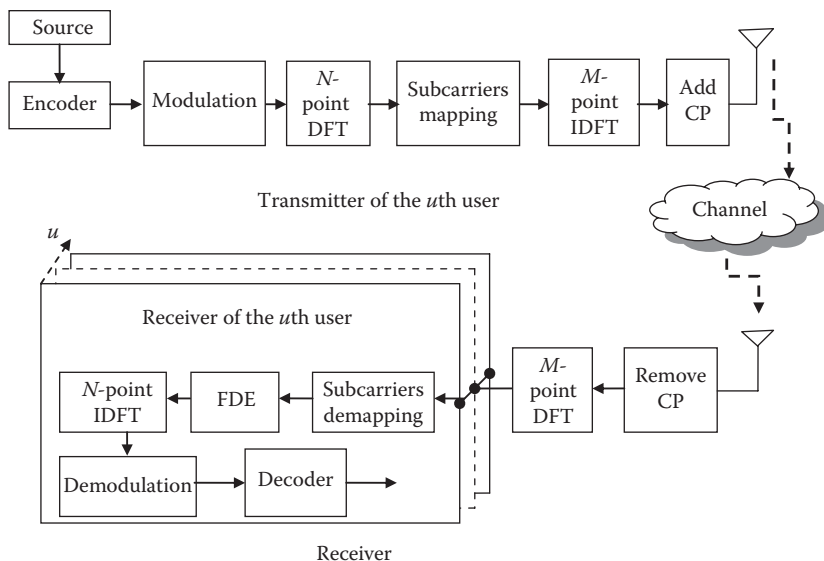 Source
Encoder
Modulation
N-
point
DFT
Subcarriers
mapping
M-
point
IDFT
Add
CP
Transmitter of the uth user
Channel
u
Receiver of the uth user
N-point
IDFT
FDE
Subcarriers
demapping
M-
point
DFT
Remove
CP
Demodulation
Decoder
Receiver